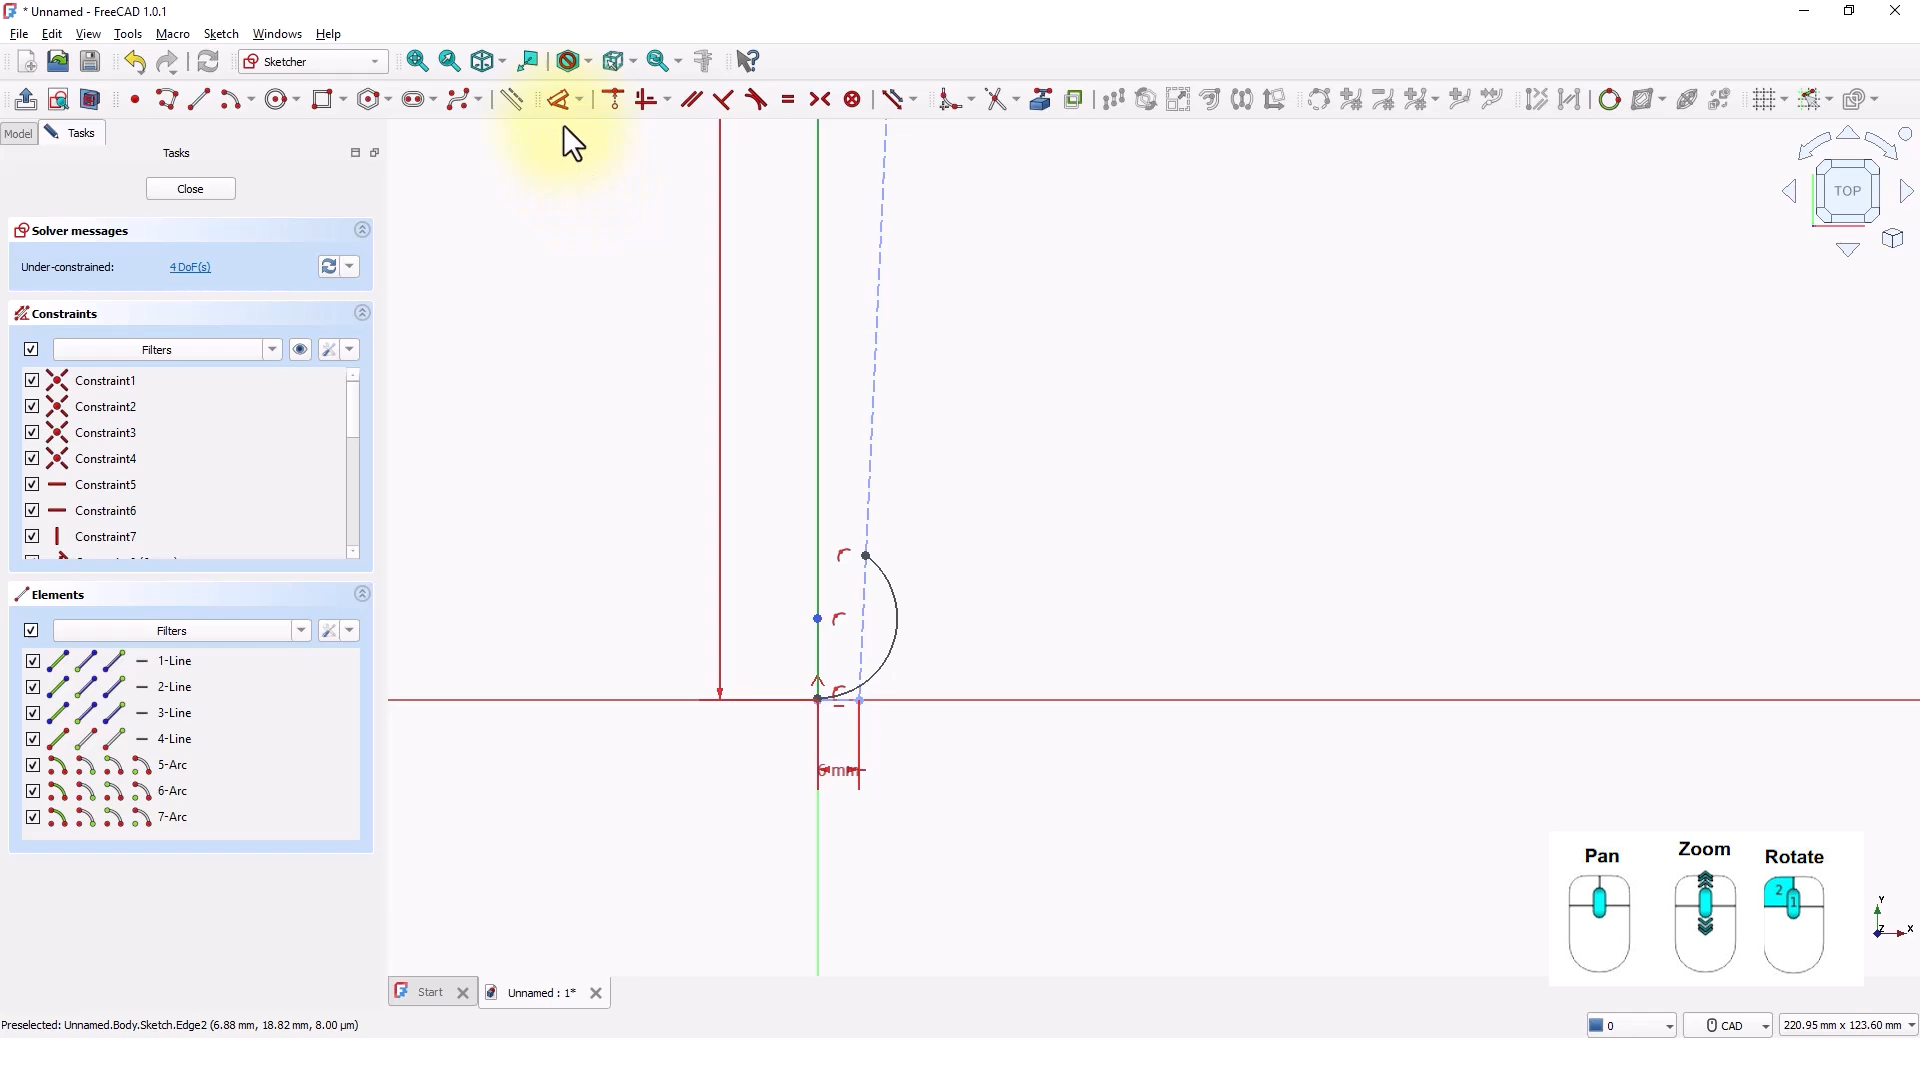 * Unnamed - FreeCAD 1.0.1
File Edit View Tools Macro Sketch Windows Help
Sketcher
Model Tasks
Tasks
Close
Solver messages
Under-constrained: 4 DoF(s)
Constraints
Filters
Constraint1
Constraint2
Constraint3
Constraint4
Constraint5
Constraint6
Constraint7
Elements
Filters
1-Line
2-Line
3-Line
4-Line
5-Arc
6-Arc
7-Arc
6 mm
TOP
Pan Zoom Rotate
2
1
Y
Z
X
Start Unnamed : 1*
Preselected: Unnamed.Body.Sketch.Edge2 (6.88 mm, 18.82 mm, 8.00 µm)
0 CAD 220.95 mm x 123.60 mm